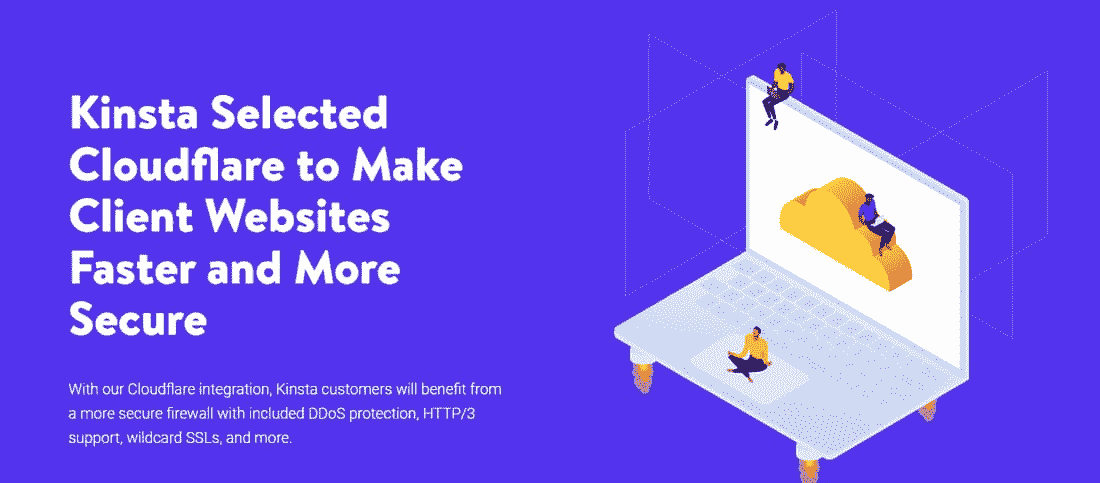 Kinsta Selected
Cloudflare to Make
Client Websites
Faster and More
Secure
With our Cloudflare integration, Kinsta customers will benefit from
a more secure firewall with included DDoS protection, HTTP/3
support, wildcard SSLs, and more.